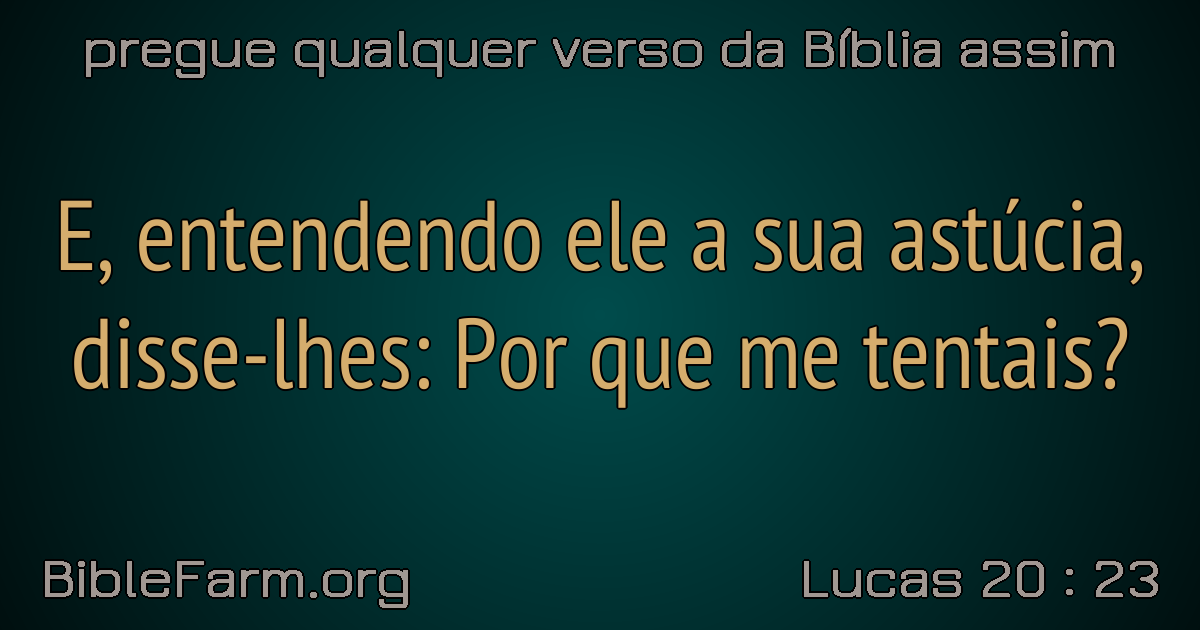 pregue qualquer verso da Bíblia assim
E, entendendo ele a sua astúcia,
disse-lhes: Por que me tentais?
BibleFarm.org
Lucas 20 : 23